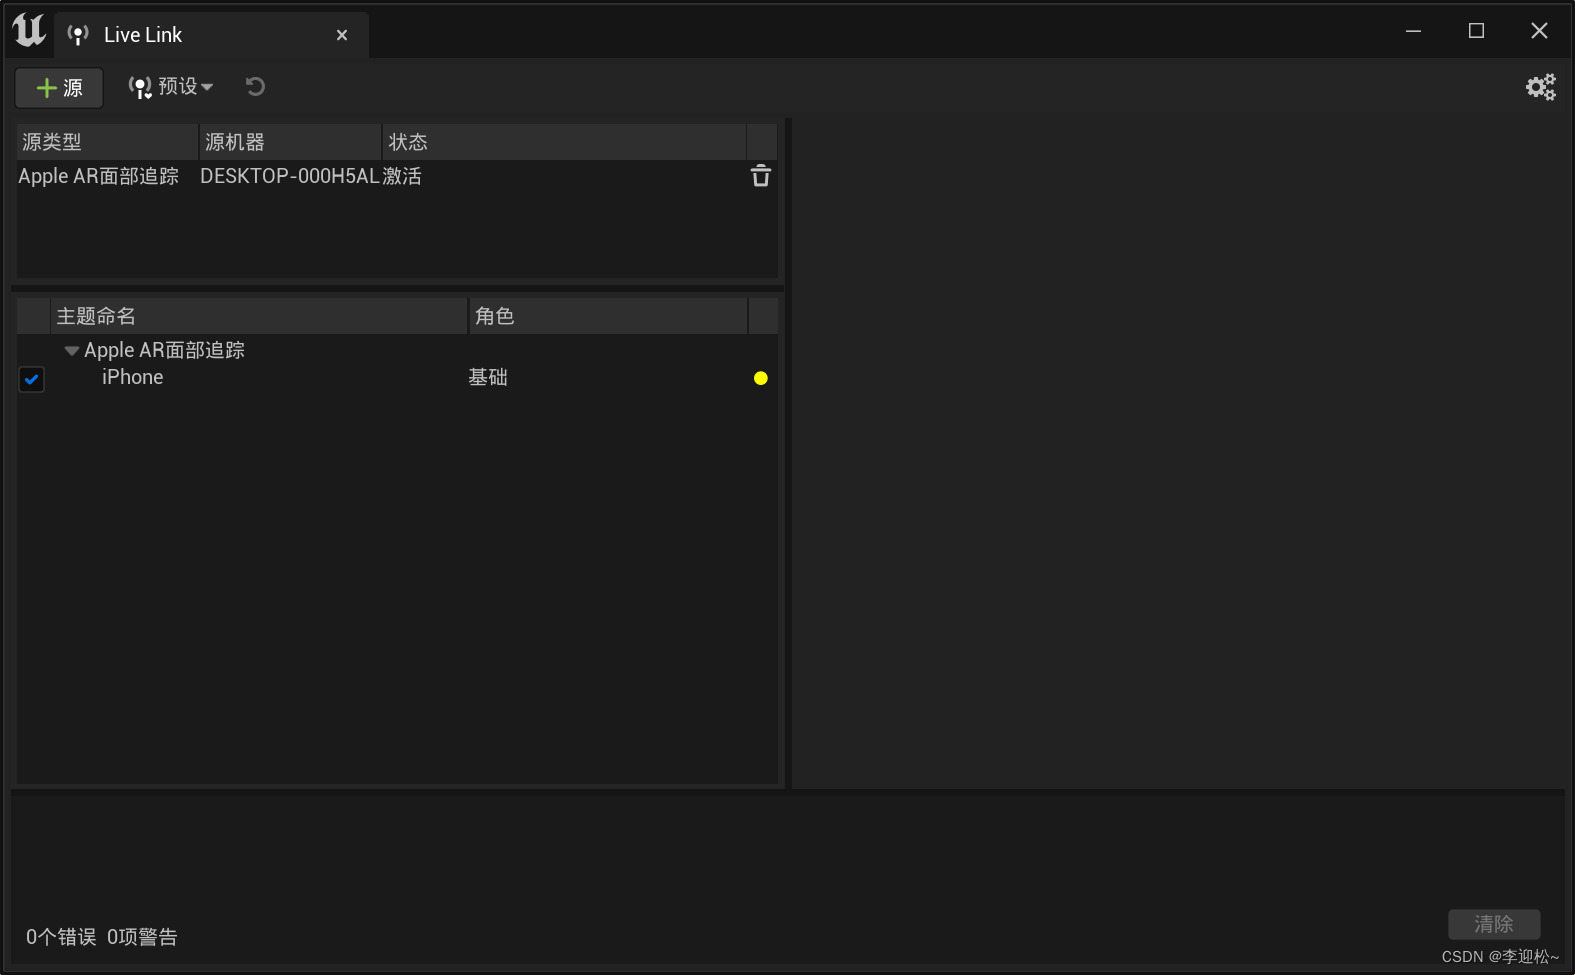 Live Link
源 预设
源类型 源机器 状态
Apple AR面部追踪 DESKTOP-000H5AL 激活
主题命名 角色
Apple AR面部追踪
iPhone 基础
清除
0个错误 0项警告
CSDN @李迎松~